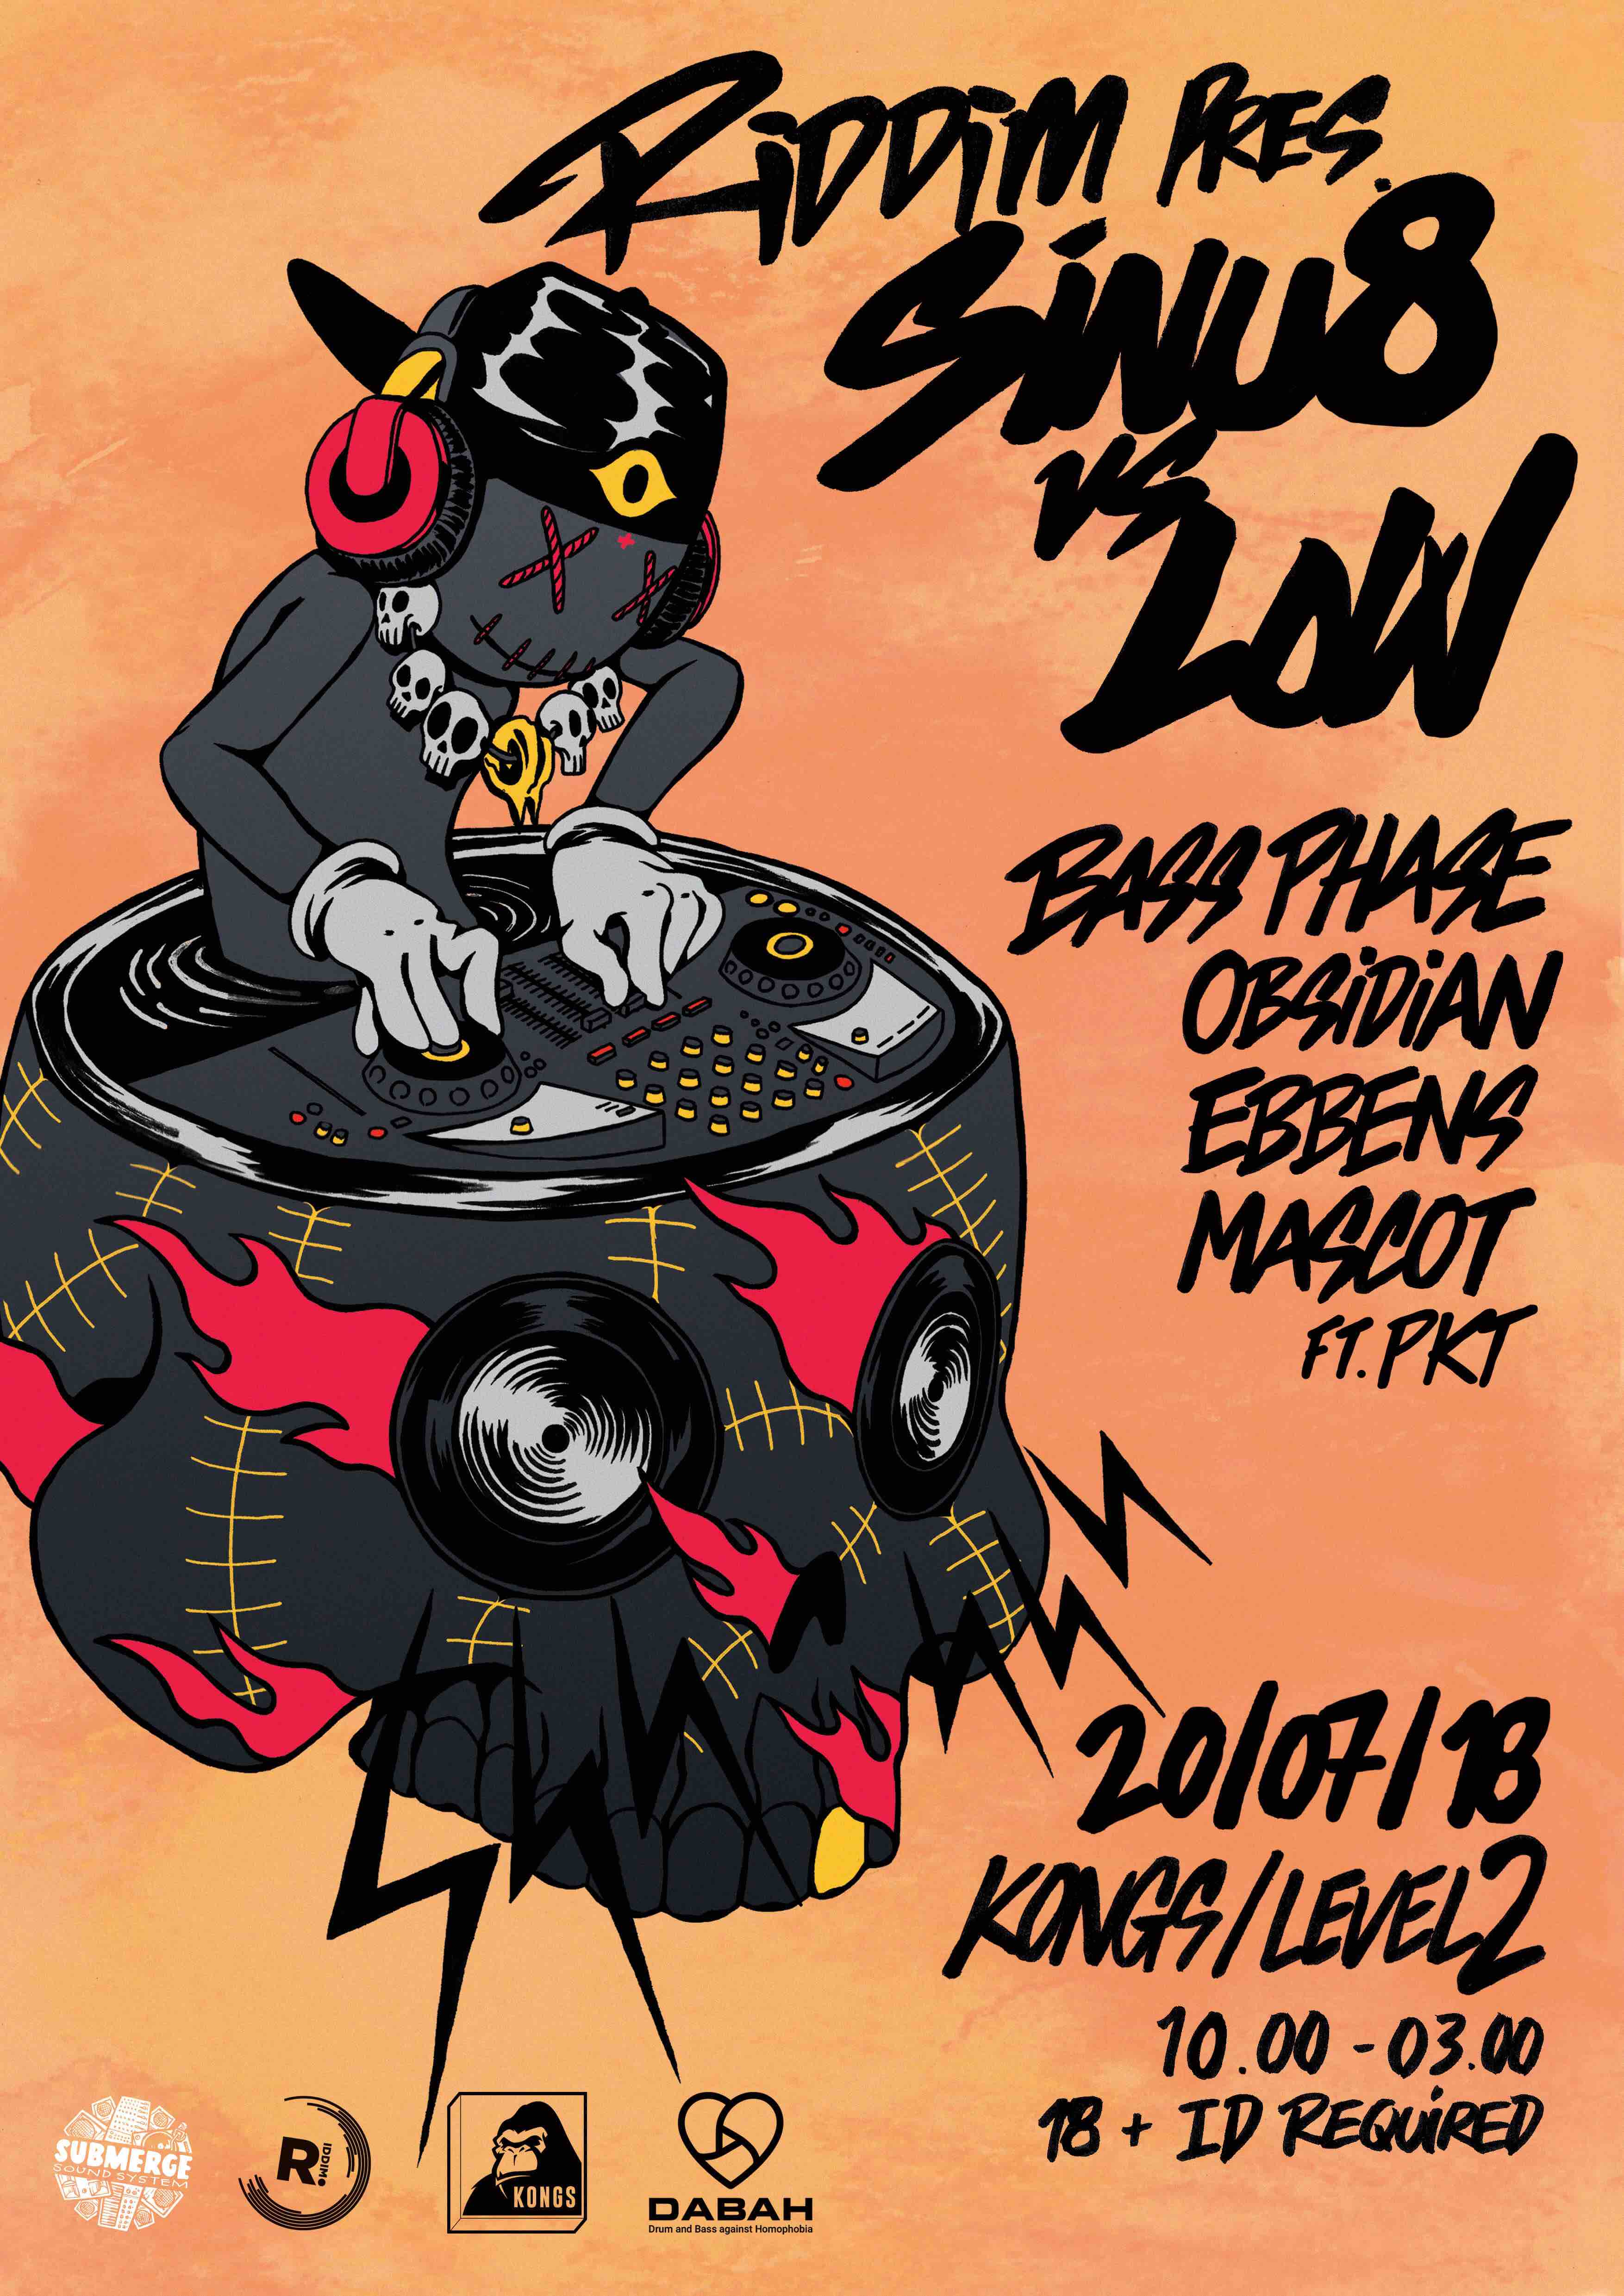 RiDDiM PRES.
SiNU8
VS
LOW
BASS PHASE
OBSiDiAN
EBBENS
MASCOT
FT. PKT
20/07/18
KONGS/LEVEL2
10.00 - 03.00
18 + ID REQUiRED
SUBMERGE
SOUND SYSTEM
R
IDIM.
KONGS
DABAH
Drum and Bass against Homophobia